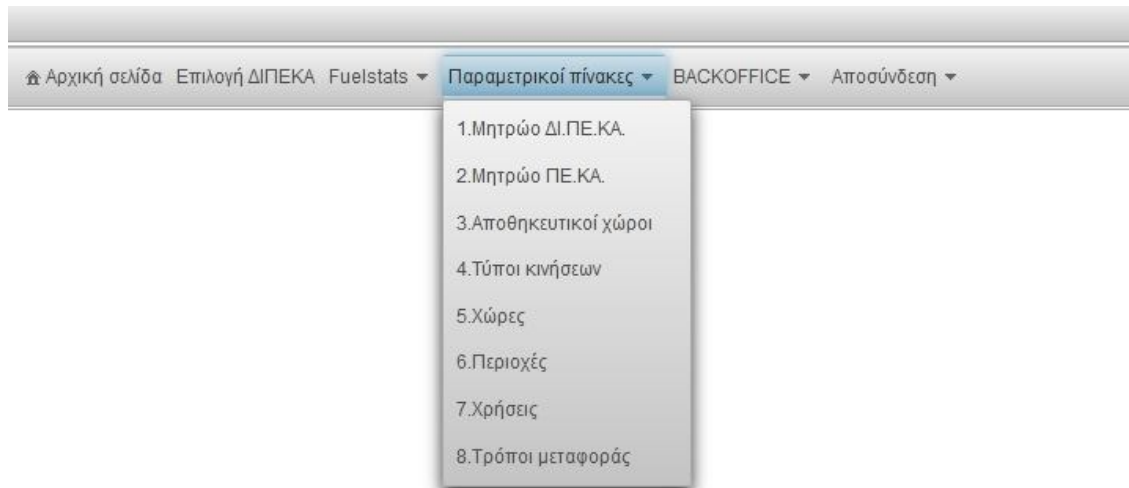 Αρχική σελίδα Επιλογή ΔΙΠΕΚΑ Fuelstats Παραμετρικοί πίνακες BACKOFFICE Αποσύνδεση
1.Μητρώο ΔΙ.ΠΕ.ΚΑ.
2.Μητρώο ΠΕ.ΚΑ.
3.Αποθηκευτικοί χώροι
4.Τύποι κινήσεων
5.Χώρες
6.Περιοχές
7.Χρήσεις
8.Τρόποι μεταφοράς